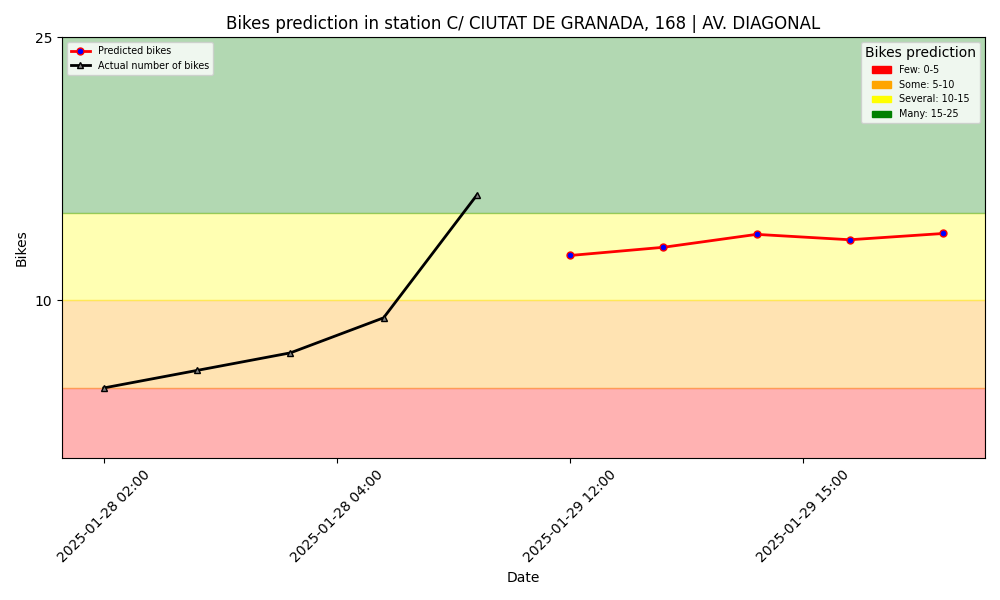 Bikes prediction in station C/ CIUTAT DE GRANADA, 168 | AV. DIAGONAL
25
10
Bikes
Predicted bikes
Actual number of bikes
Bikes prediction
Few: 0-5
Some: 5-10
Several: 10-15
Many: 15-25
2025-01-28 02:00
2025-01-28 04:00
2025-01-29 12:00
2025-01-29 15:00
Date